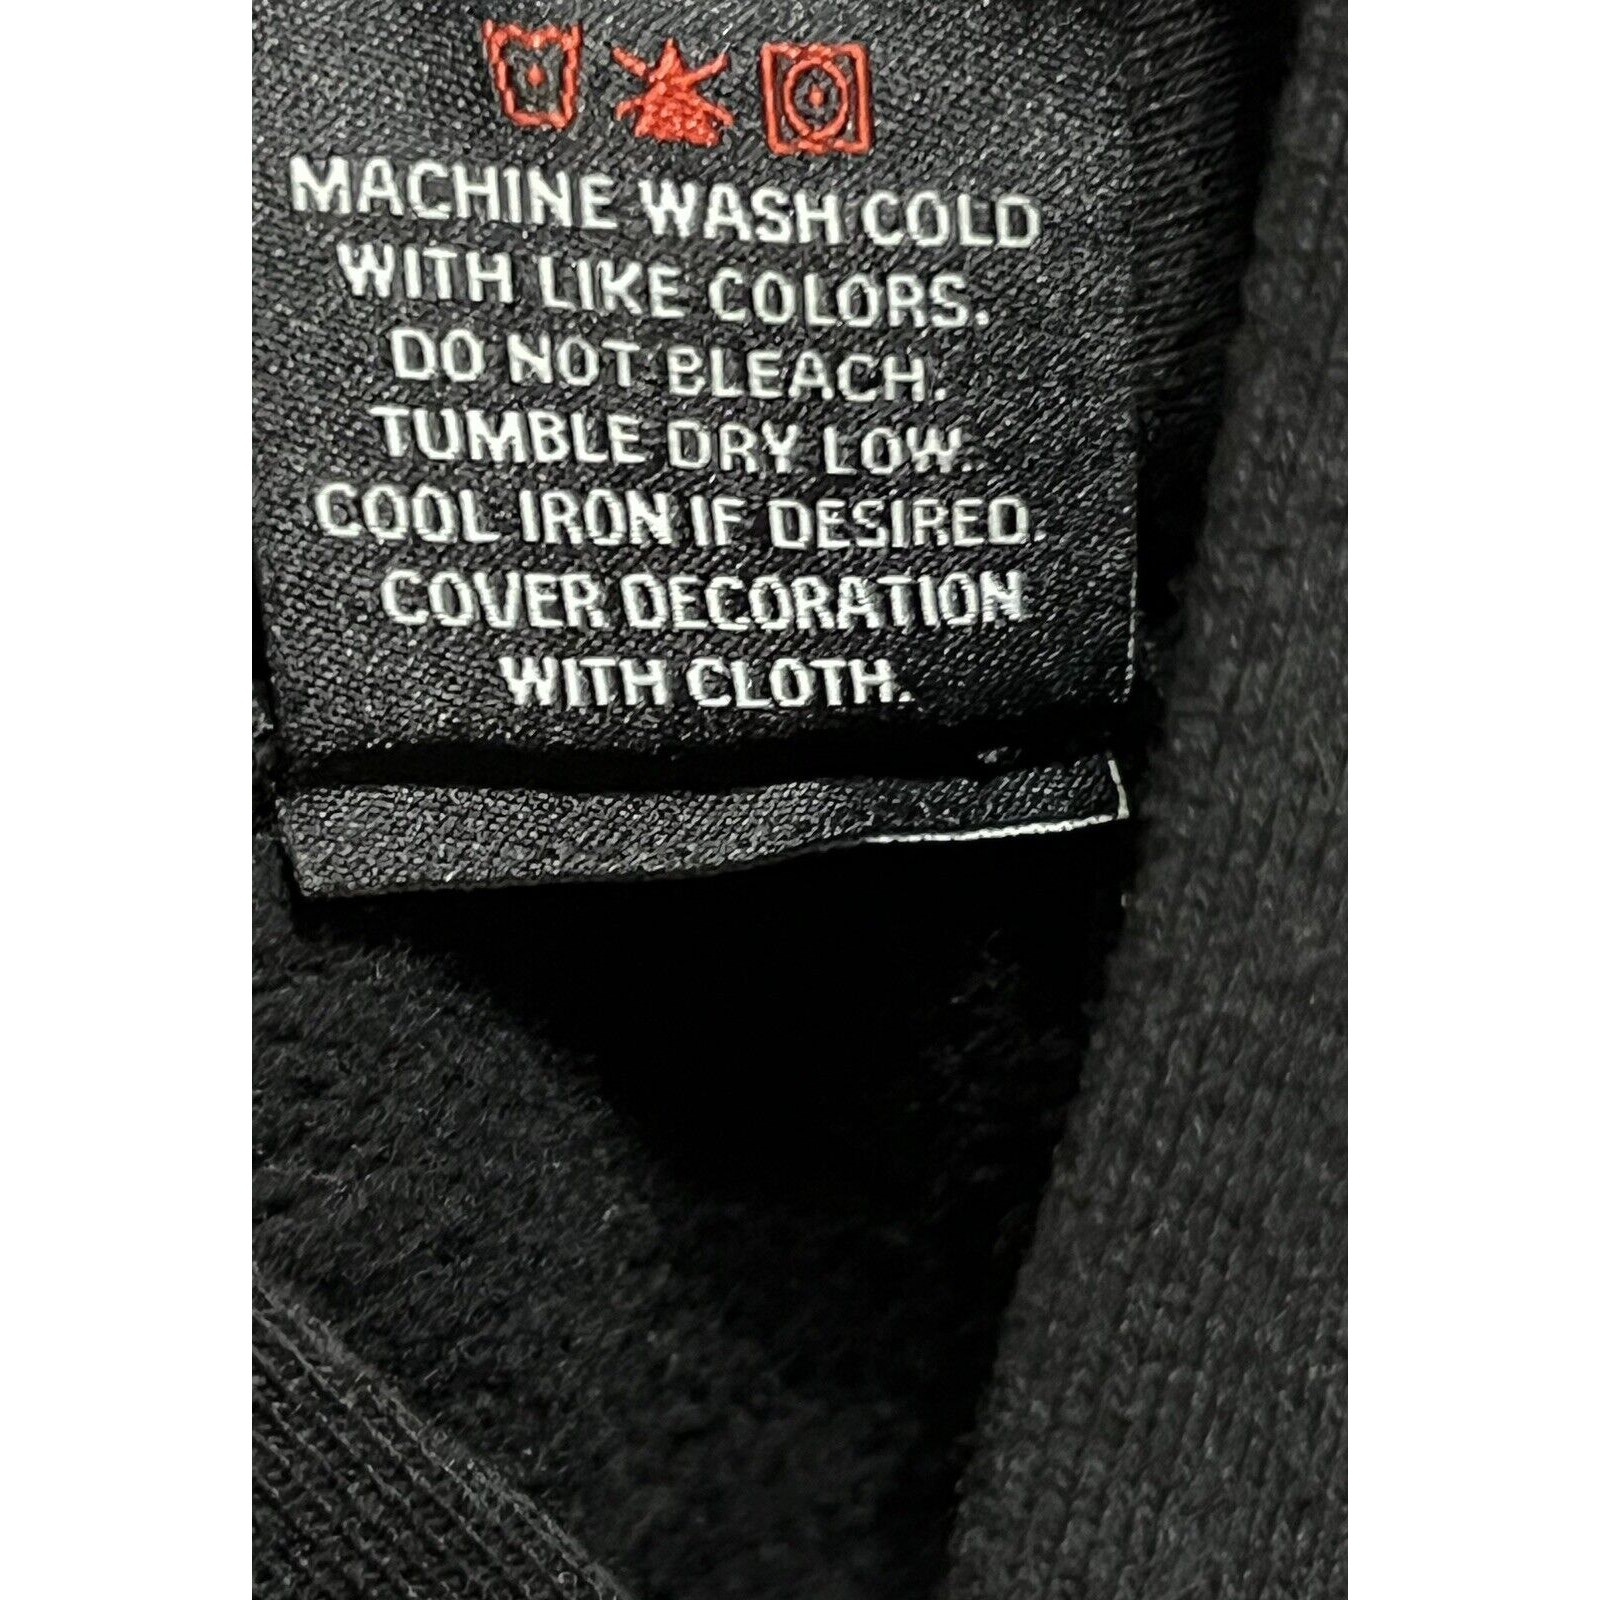 MACHINE WASH COLD
WITH LIKE COLORS.
DO NOT BLEACH.
TUMBLE DRY LOW.
COOL IRON IF DESIRED.
COVER DECORATION
WITH CLOTH.